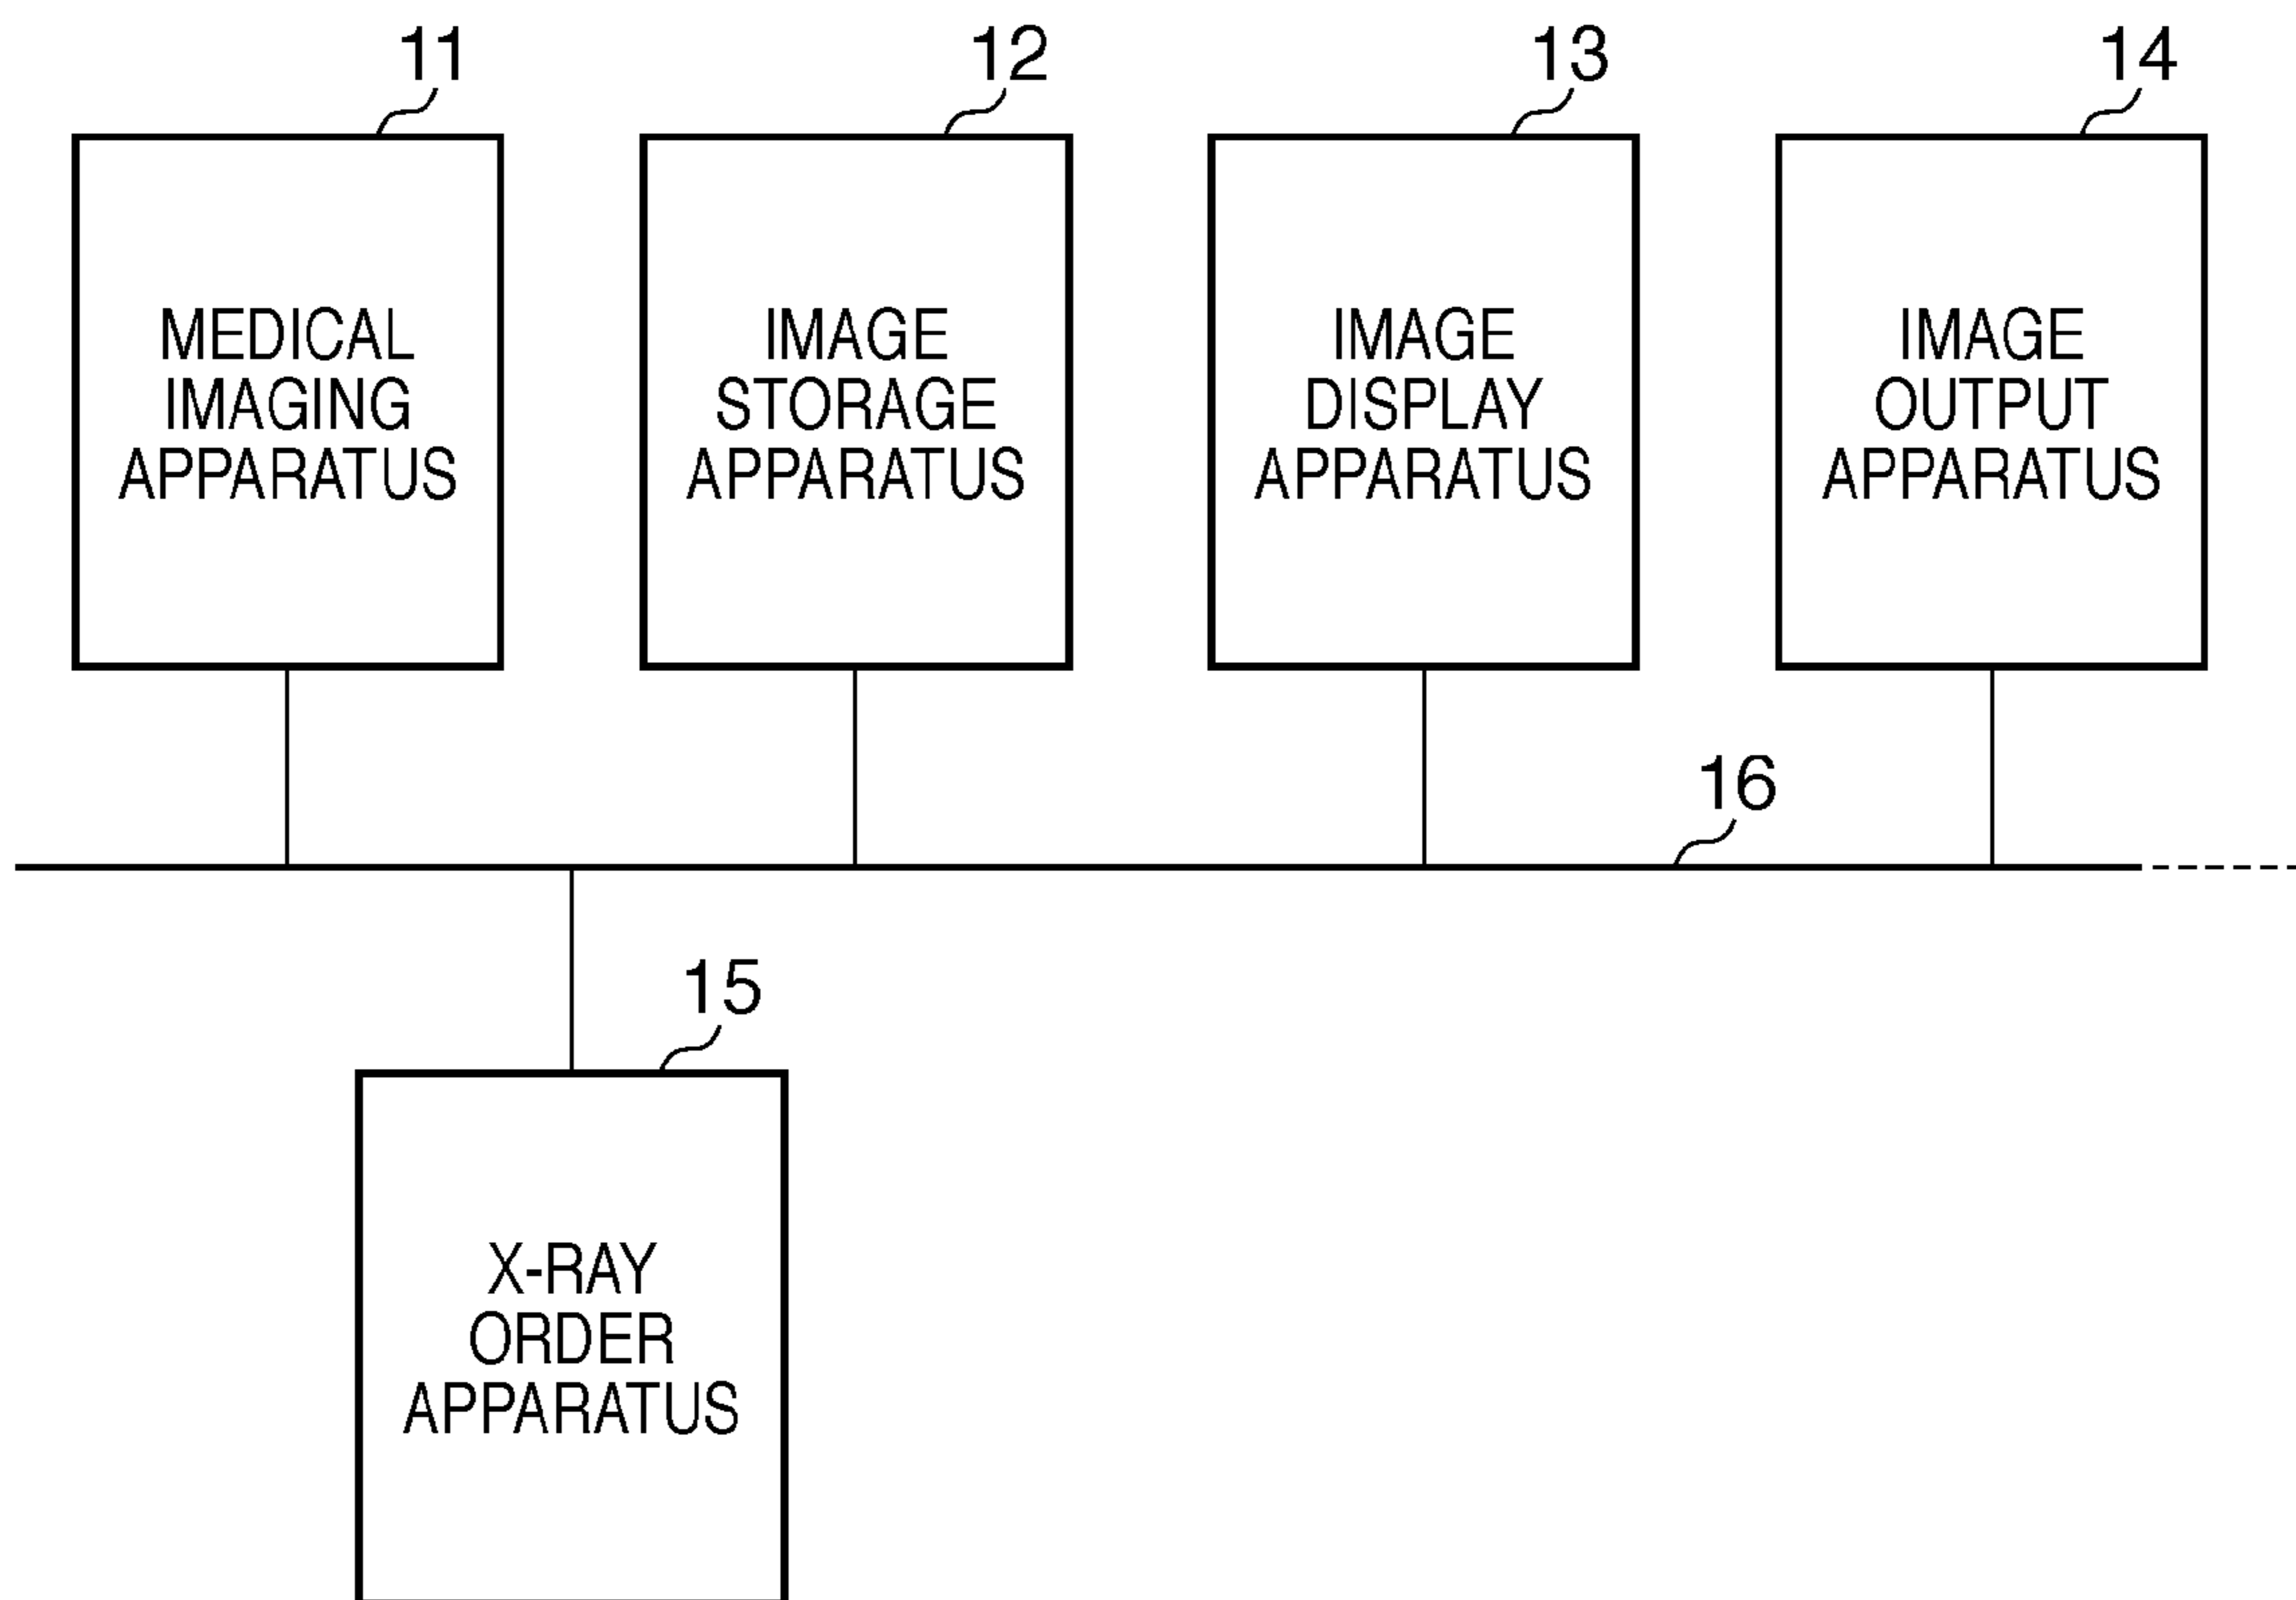 11
12
13
14
MEDICAL
IMAGING
APPARATUS
IMAGE
STORAGE
APPARATUS
IMAGE
DISPLAY
APPARATUS
IMAGE
OUTPUT
APPARATUS
16
15
X-RAY
ORDER
APPARATUS